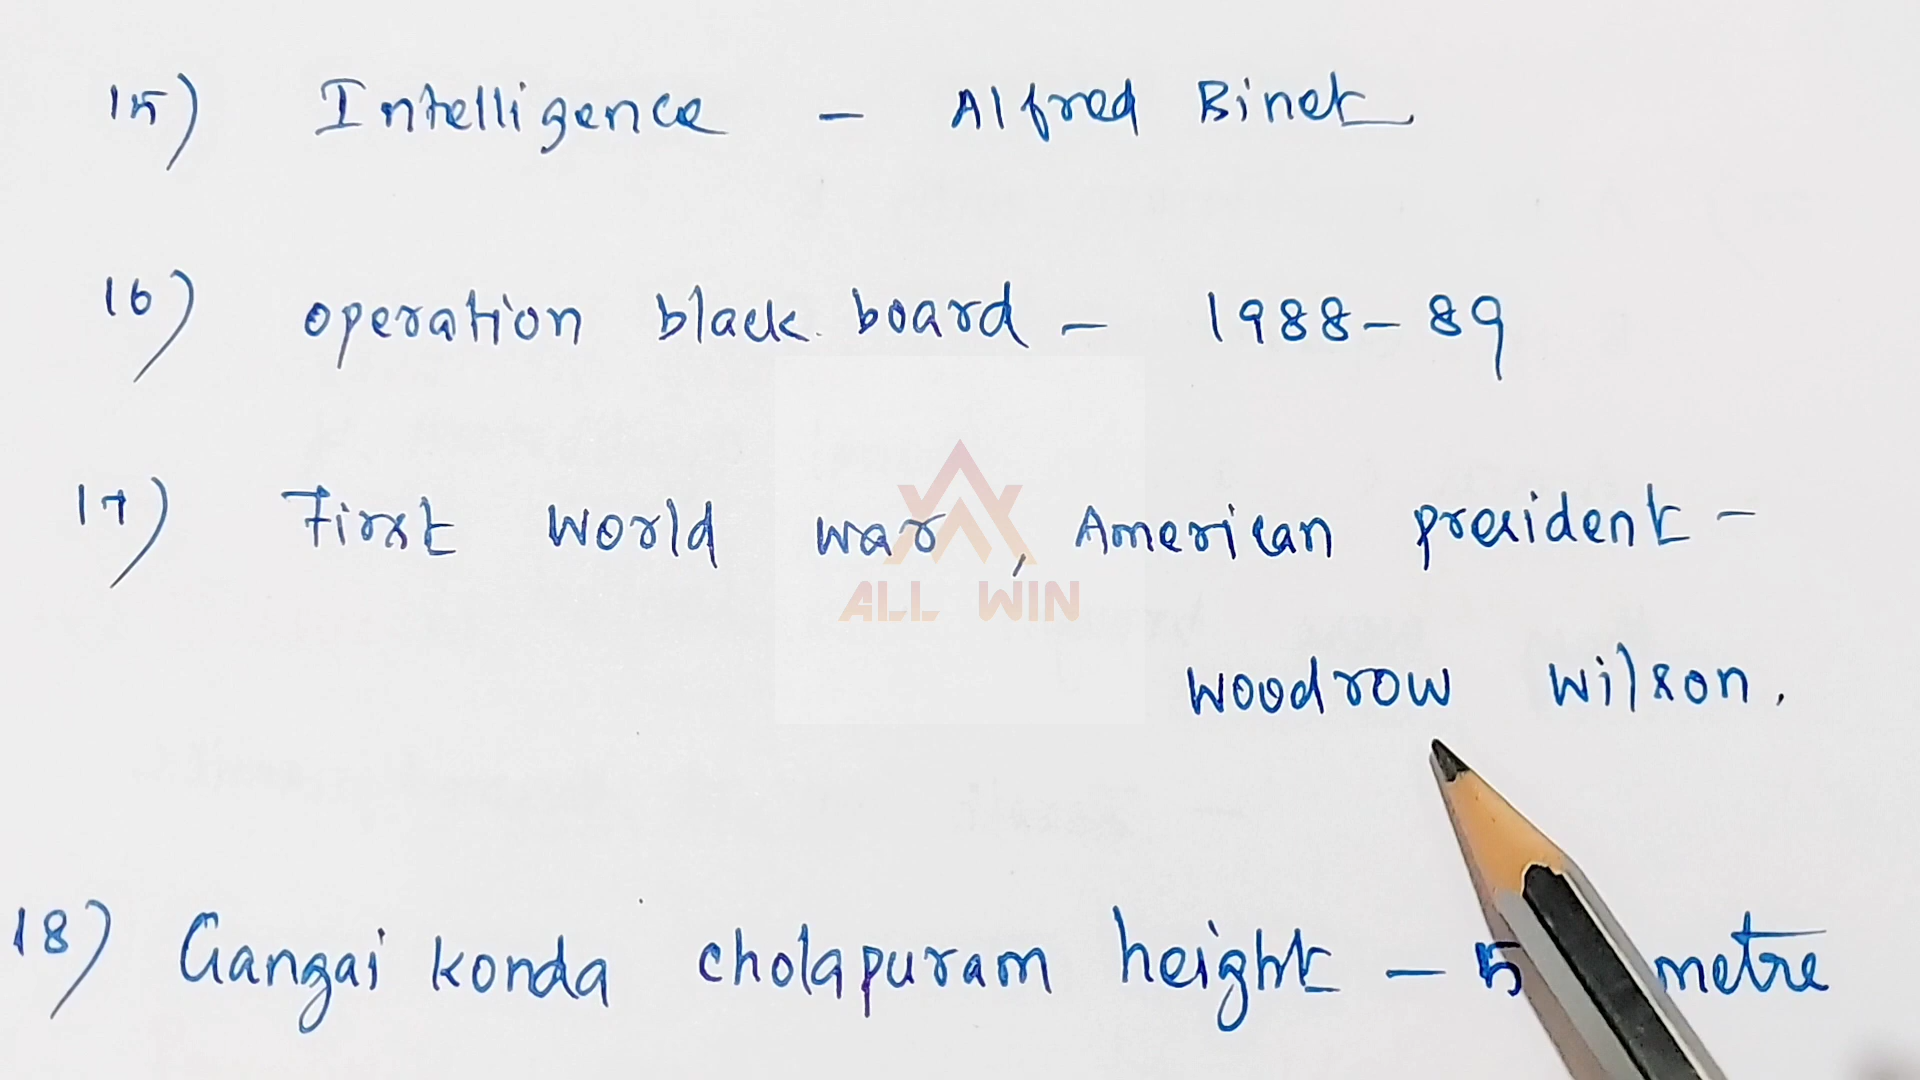 15) Intelligence - Alfred Binet
16) operation black board - 1988-89
17) First world war, American president -
ALL WIN
woodrow wilson.
18) Gangai konda cholapuram height - 5 metre